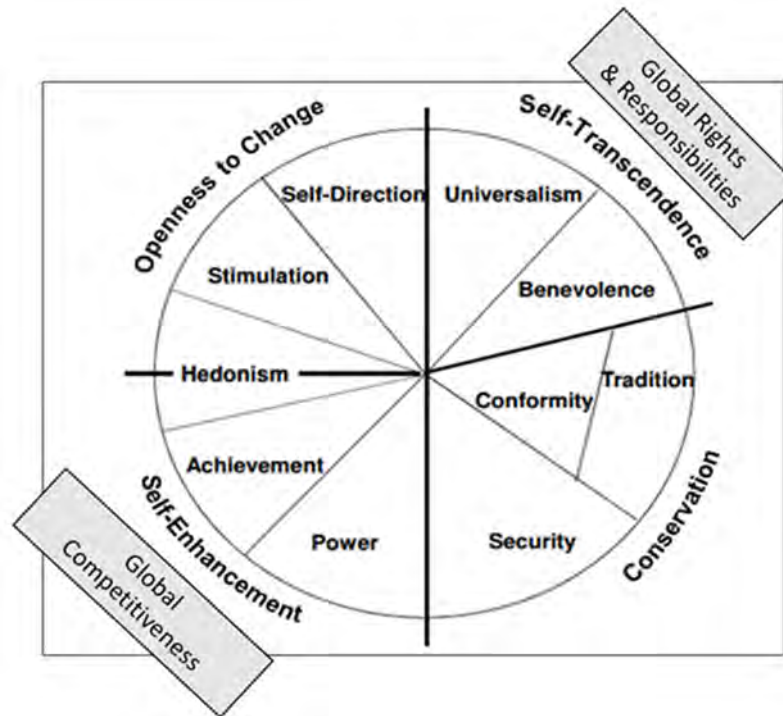 Global Rights
& Responsibilities
Openness to Change
Self-Transcendence
Self-Direction
Universalism
Stimulation
Benevolence
Hedonism
Tradition
Conformity
Achievement
Self-Enhancement
Power
Security
Conservation
Global
Competitiveness